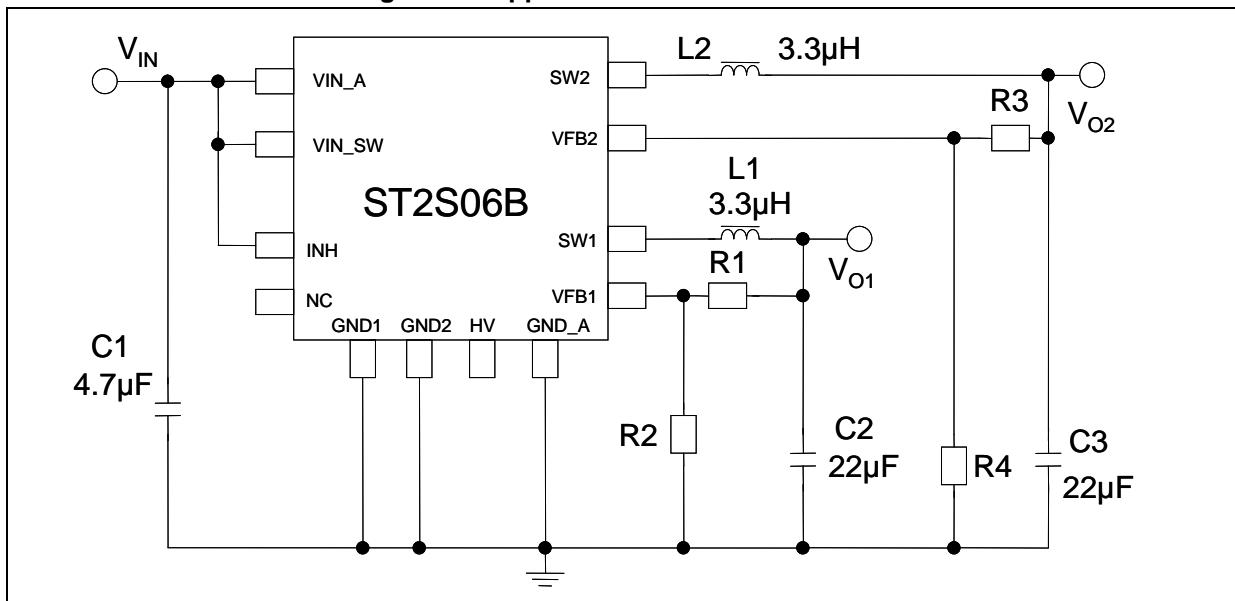 V_IN
L2 3.3µH
VIN_A
SW2
R3
V_O2
VIN_SW
VFB2
L1
3.3µH
ST2S06B
INH
SW1
R1
V_O1
NC
VFB1
GND1 GND2 HV GND_A
C1
4.7µF
R2
C2
22µF
R4
C3
22µF